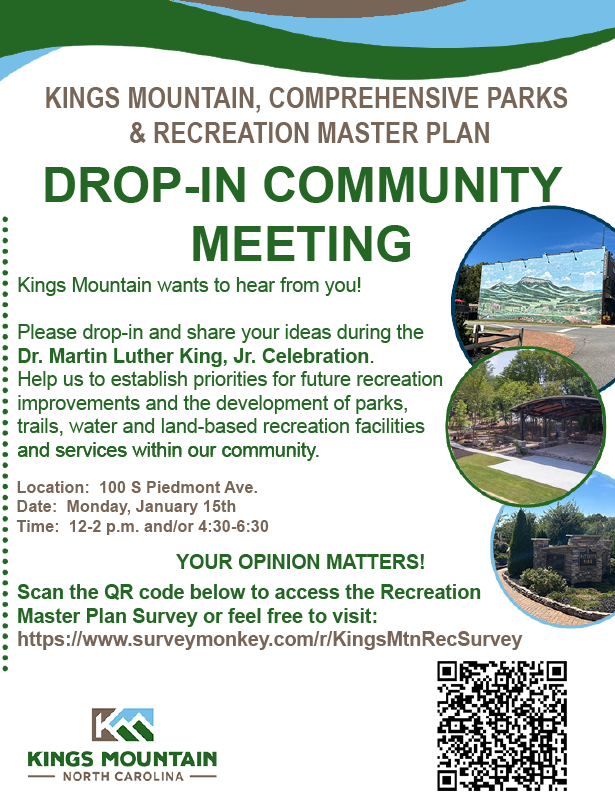 KINGS MOUNTAIN, COMPREHENSIVE PARKS
& RECREATION MASTER PLAN
DROP-IN COMMUNITY
MEETING
Kings Mountain wants to hear from you!
Please drop-in and share your ideas during the
Dr. Martin Luther King, Jr. Celebration.
Help us to establish priorities for future recreation
improvements and the development of parks,
trails, water and land-based recreation facilities
and services within our community.
Location:  100 S Piedmont Ave.
Date:  Monday, January 15th
Time:  12-2 p.m. and/or 4:30-6:30
YOUR OPINION MATTERS!
Scan the QR code below to access the Recreation
Master Plan Survey or feel free to visit:
https://www.surveymonkey.com/r/KingsMtnRecSurvey
KINGS MOUNTAIN
NORTH CAROLINA